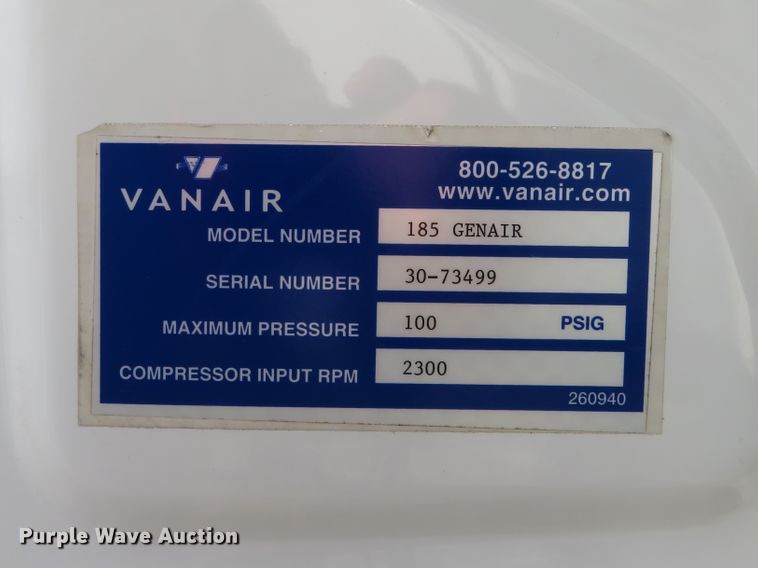 VANAIR
800-526-8817
www.vanair.com
MODEL NUMBER 185 GENAIR
SERIAL NUMBER 30-73499
MAXIMUM PRESSURE 100 PSIG
COMPRESSOR INPUT RPM 2300
260940
Purple Wave Auction